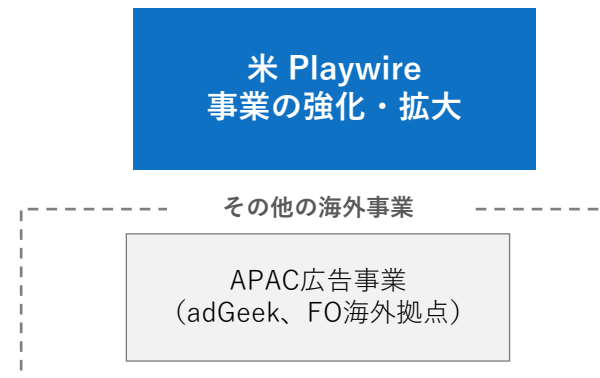 米 Playwire
事業の強化・拡大
その他の海外事業
APAC広告事業
（adGeek、FO海外拠点）